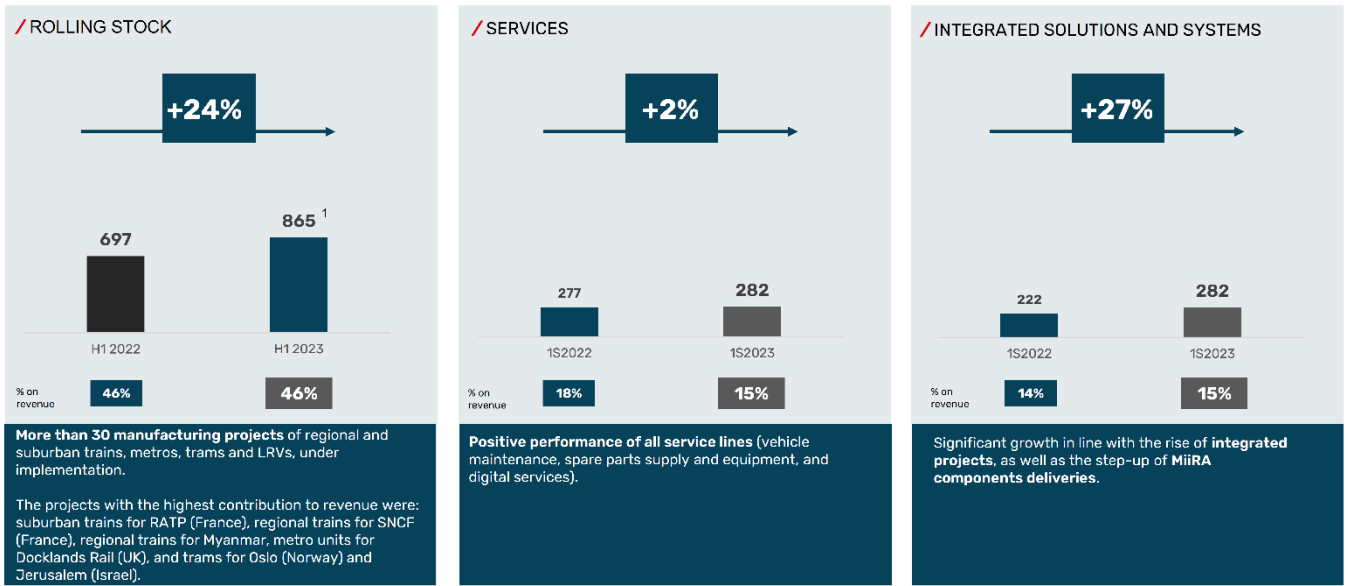 / ROLLING STOCK
+24%
697
865 1
H1 2022
H1 2023
% on
revenue
46%
46%
More than 30 manufacturing projects of regional and
suburban trains, metros, trams and LRVs, under
implementation.
The projects with the highest contribution to revenue were:
suburban trains for RATP (France), regional trains for SNCF
(France), regional trains for Myanmar, metro units for
Docklands Rail (UK), and trams for Oslo (Norway) and
Jerusalem (Israel).
/ SERVICES
+2%
277
282
1S2022
1S2023
% on
revenue
18%
15%
Positive performance of all service lines (vehicle
maintenance, spare parts supply and equipment, and
digital services).
/ INTEGRATED SOLUTIONS AND SYSTEMS
+27%
222
282
1S2022
1S2023
% on
revenue
14%
15%
Significant growth in line with the rise of integrated
projects, as well as the step-up of MiiRA
components deliveries.